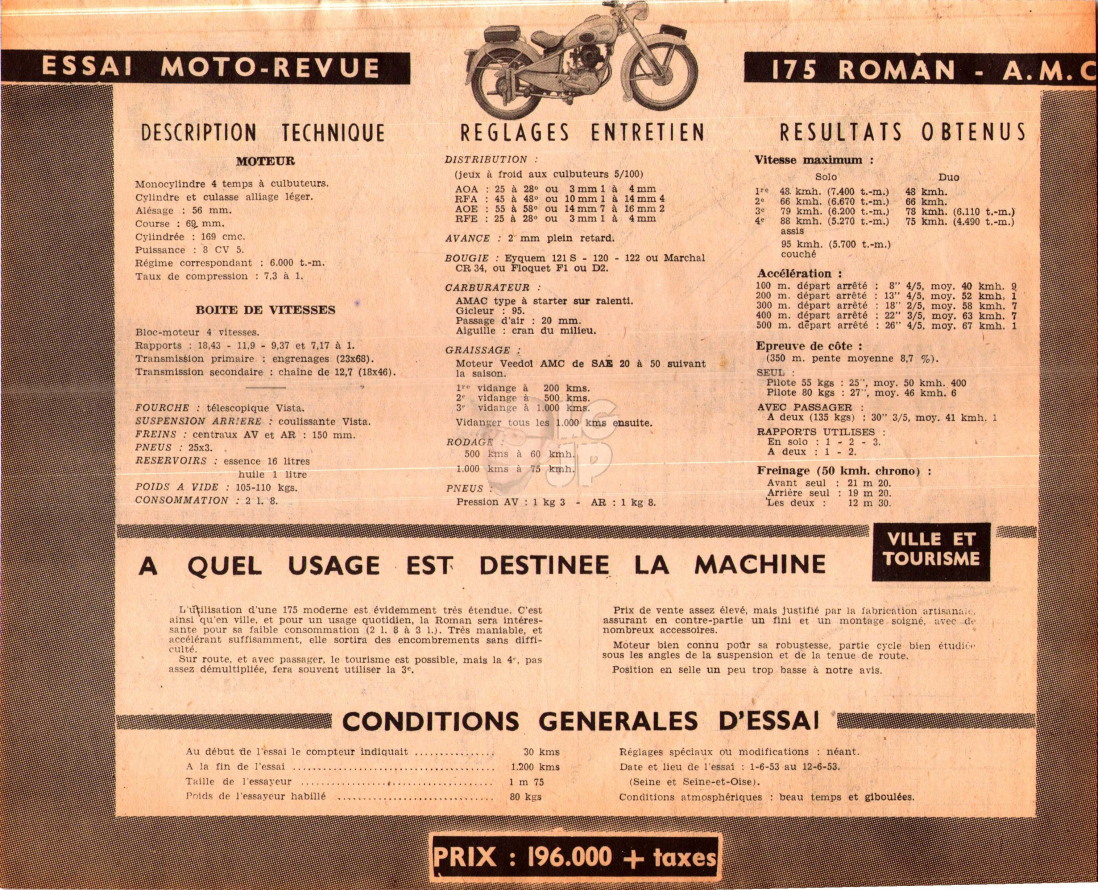 ESSAI MOTO-REVUE
175 ROMAN - A.M.C
DESCRIPTION TECHNIQUE
MOTEUR
Monocylindre 4 temps à culbuteurs.
Cylindre et culasse alliage léger.
Alésage : 56 mm.
Course : 69 mm.
Cylindrée : 169 cmc.
Puissance : 8 CV 5.
Régime correspondant : 6.000 t.-m.
Taux de compression : 7,3 à 1.
BOITE DE VITESSES
Bloc-moteur 4 vitesses.
Rapports : 18,43 - 11,9 - 9,37 et 7,17 à 1.
Transmission primaire : engrenages (23x68).
Transmission secondaire : chaîne de 12,7 (18x46).
FOURCHE : télescopique Vista.
SUSPENSION ARRIERE : coulissante Vista.
FREINS : centraux AV et AR : 150 mm.
PNEUS : 25x3.
RESERVOIRS : essence 16 litres
huile 1 litre
POIDS A VIDE : 105-110 kgs.
CONSOMMATION : 2 l. 8.
REGLAGES ENTRETIEN
DISTRIBUTION :
(jeux à froid aux culbuteurs 5/100)
AOA : 25 à 28° ou 3 mm 1 à 4 mm
RFA : 45 à 48° ou 10 mm 1 à 14 mm 4
AOE : 55 à 58° ou 14 mm 7 à 16 mm 2
RFE : 25 à 28° ou 3 mm 1 à 4 mm
AVANCE : 2 mm plein retard.
BOUGIE : Eyquem 121 S - 120 - 122 ou Marchal
CR 34, ou Floquet F1 ou D2.
CARBURATEUR :
AMAC type à starter sur ralenti.
Gicleur : 95.
Passage d'air : 20 mm.
Aiguille : cran du milieu.
GRAISSAGE :
Moteur Veedol AMC de SAE 20 à 50 suivant
la saison.
1re vidange à 200 kms.
2e vidange à 500 kms.
3e vidange à 1.000 kms.
Vidanger tous les 1.000 kms ensuite.
RODAGE :
500 kms à 60 kmh.
1.000 kms à 75 kmh.
PNEUS :
Pression AV : 1 kg 3 - AR : 1 kg 8.
RESULTATS OBTENUS
Vitesse maximum :
Solo Duo
1re 48 kmh. (7.400 t.-m.) 48 kmh.
2e 66 kmh. (6.670 t.-m.) 66 kmh.
3e 79 kmh. (6.200 t.-m.) 78 kmh. (6.110 t.-m.)
4e 88 kmh. (5.270 t.-m.) 75 kmh. (4.490 t.-m.)
assis
95 kmh. (5.700 t.-m.)
couché
Accélération :
100 m. départ arrêté : 8" 4/5, moy. 40 kmh. 9
200 m. départ arrêté : 13" 4/5, moy. 52 kmh. 1
300 m. départ arrêté : 18" 2/5, moy. 58 kmh. 7
400 m. départ arrêté : 22" 3/5, moy. 63 kmh. 7
500 m. départ arrêté : 26" 4/5, moy. 67 kmh. 1
Epreuve de côte :
(350 m. pente moyenne 8,7 %).
SEUL :
Pilote 55 kgs : 25", moy. 50 kmh. 400
Pilote 80 kgs : 27", moy. 46 kmh. 6
AVEC PASSAGER :
A deux (135 kgs) : 30" 3/5, moy. 41 kmh. 1
RAPPORTS UTILISES :
En solo : 1 - 2 - 3.
A deux : 1 - 2.
Freinage (50 kmh. chrono) :
Avant seul : 21 m 20.
Arrière seul : 19 m 20.
Les deux : 12 m 30.
A QUEL USAGE EST DESTINEE LA MACHINE
VILLE ET
TOURISME
L'utilisation d'une 175 moderne est évidemment très étendue. C'est
ainsi qu'en ville, et pour un usage quotidien, la Roman sera intéres-
sante pour sa faible consommation (2 l. 8 à 3 l.). Très maniable, et
accélérant suffisamment, elle sortira des encombrements sans diffi-
culté.
Sur route, et avec passager, le tourisme est possible, mais la 4e, pas
assez démultipliée, fera souvent utiliser la 3e.
Prix de vente assez élevé, mais justifié par la fabrication artisanale,
assurant en contre-partie un fini et un montage soigné, avec de
nombreux accessoires.
Moteur bien connu pour sa robustesse, partie cycle bien étudiée
sous les angles de la suspension et de la tenue de route.
Position en selle un peu trop basse à notre avis.
CONDITIONS GENERALES D'ESSAI
Au début de l'essai le compteur indiquait ................ 30 kms
A la fin de l'essai ........................................ 1.200 kms
Taille de l'essayeur ........................................ 1 m 75
Poids de l'essayeur habillé ................................ 80 kgs
Réglages spéciaux ou modifications : néant.
Date et lieu de l'essai : 1-6-53 au 12-6-53.
(Seine et Seine-et-Oise).
Conditions atmosphériques : beau temps et giboulées.
PRIX : 196.000 + taxes